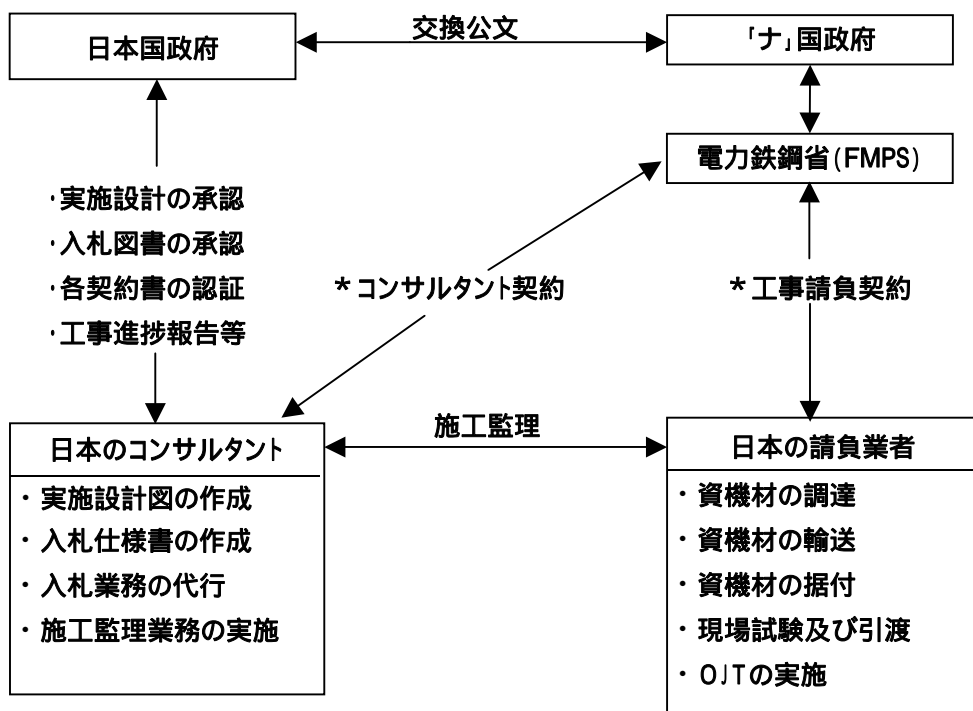 日本国政府
交換公文
「ナ」国政府
電力鉄鋼省(FMPS)
・実施設計の承認
・入札図書の承認
・各契約書の認証
・工事進捗報告等
*コンサルタント契約
*工事請負契約
日本のコンサルタント
・ 実施設計図の作成
・ 入札仕様書の作成
・ 入札業務の代行
・ 施工監理業務の実施
施工監理
日本の請負業者
・ 資機材の調達
・ 資機材の輸送
・ 資機材の据付
・ 現場試験及び引渡
・ OJTの実施